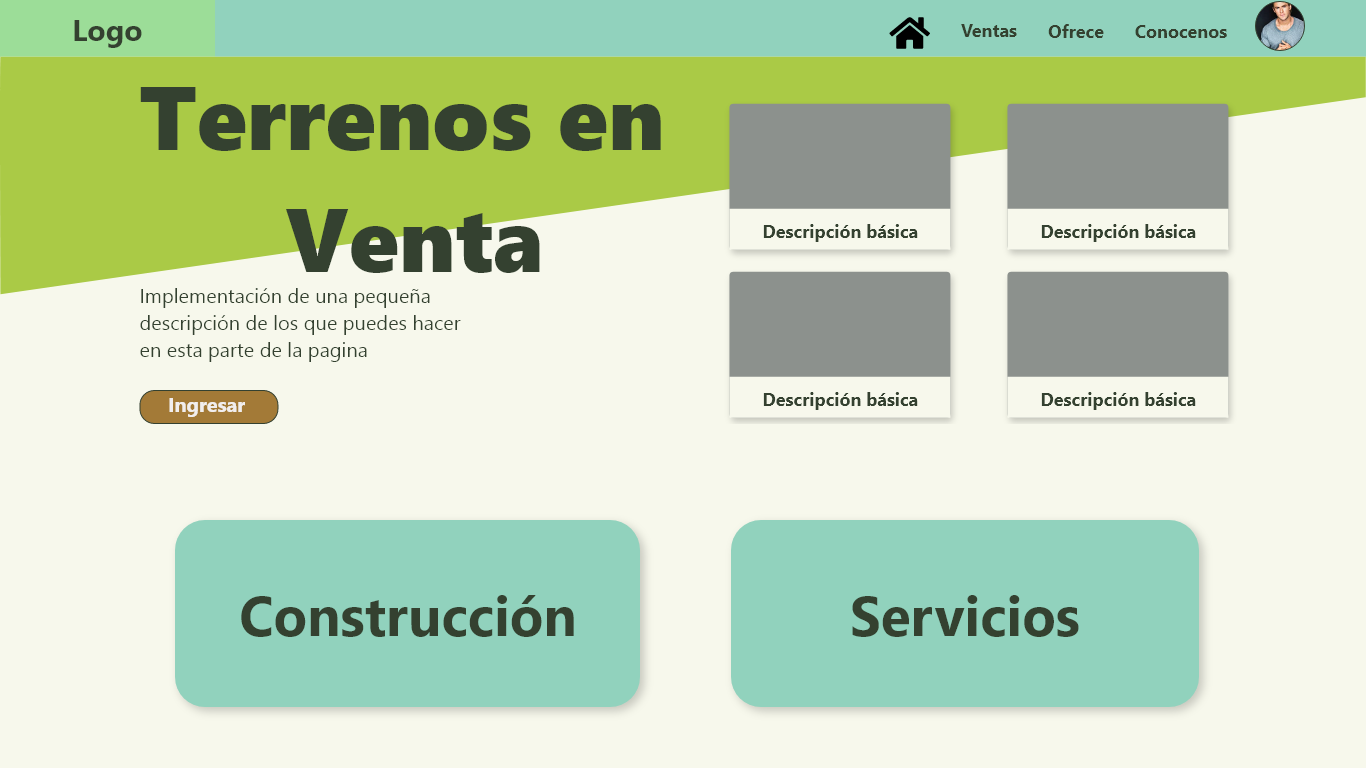 Logo
Ventas
Ofrece
Conocenos
Terrenos en
Venta
Implementación de una pequeña
descripción de los que puedes hacer
en esta parte de la pagina
Ingresar
Descripción básica
Descripción básica
Descripción básica
Descripción básica
Construcción
Servicios